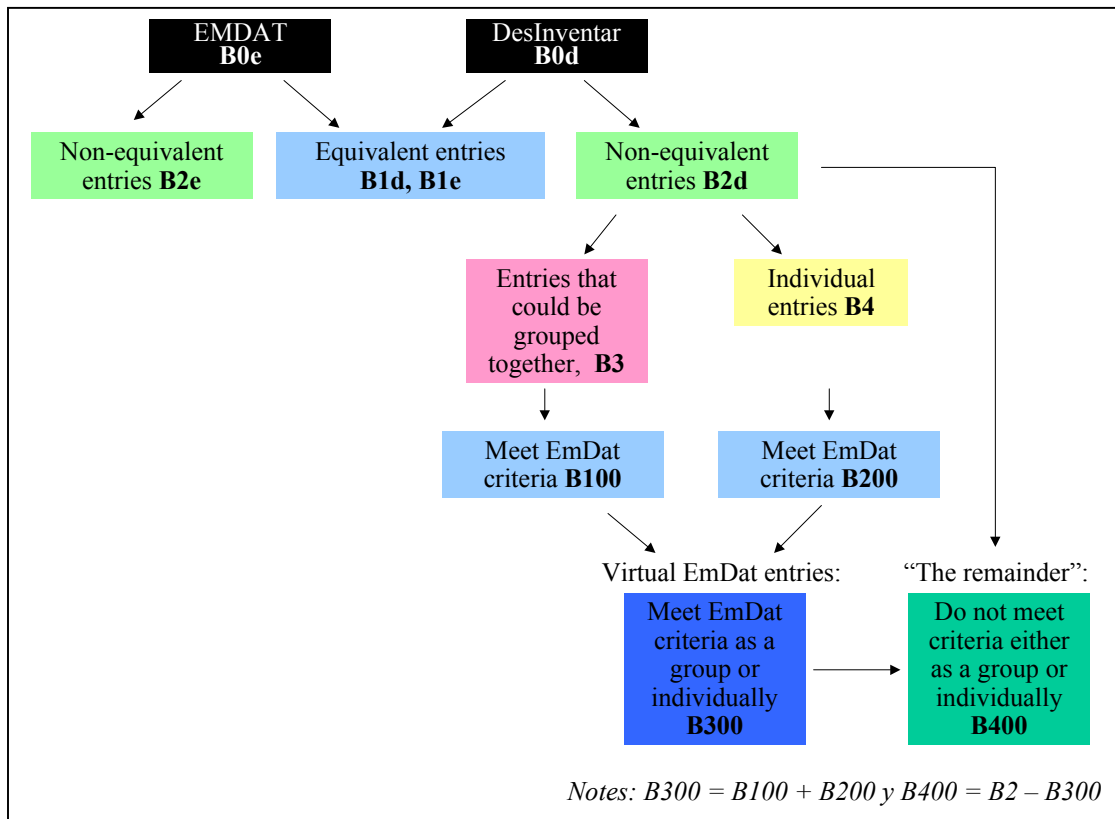 EMDAT
B0e
DesInventar
B0d
Non-equivalent
entries B2e
Equivalent entries
B1d, B1e
Non-equivalent
entries B2d
Entries that
could be
grouped
together, B3
Individual
entries B4
Meet EmDat
criteria B100
Meet EmDat
criteria B200
Virtual EmDat entries:
“The remainder”:
Meet EmDat
criteria as a
group or
individually
B300
Do not meet
criteria either
as a group or
individually
B400
Notes: B300 = B100 + B200 y B400 = B2 – B300